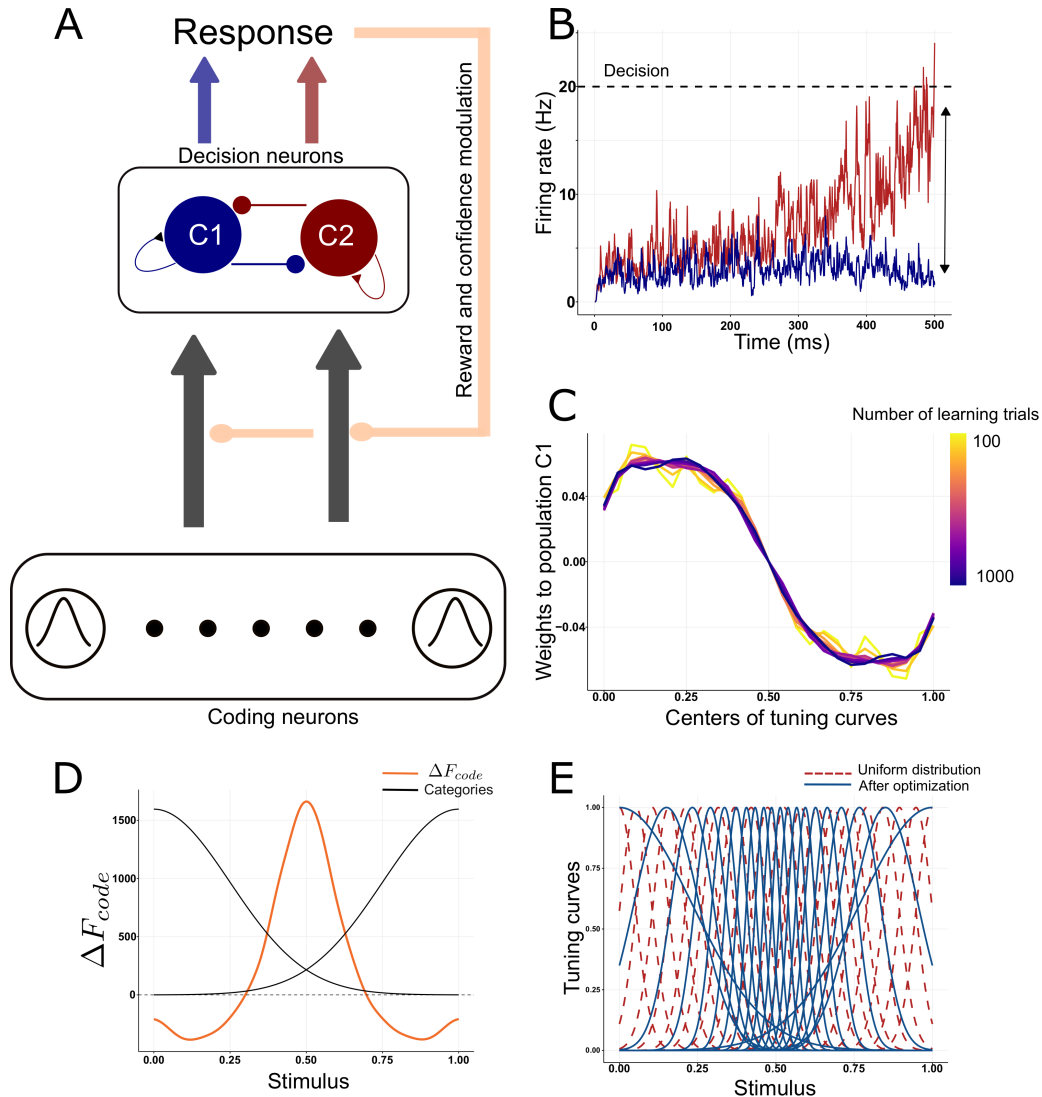 A
Response
Reward and confidence modulation
Decision neurons
C1
C2
Coding neurons
B
Decision
Firing rate (Hz)
20
10
0
0 100 200 300 400 500
Time (ms)
C
Number of learning trials
100
1000
Weights to population C1
0.04
0.00
−0.04
0.00 0.25 0.50 0.75 1.00
Centers of tuning curves
D
ΔF_code
Categories
ΔF_code
1500
1000
500
0
0.00 0.25 0.50 0.75 1.00
Stimulus
E
Uniform distribution
After optimization
Tuning curves
1.00
0.75
0.50
0.25
0.00
0.00 0.25 0.50 0.75 1.00
Stimulus